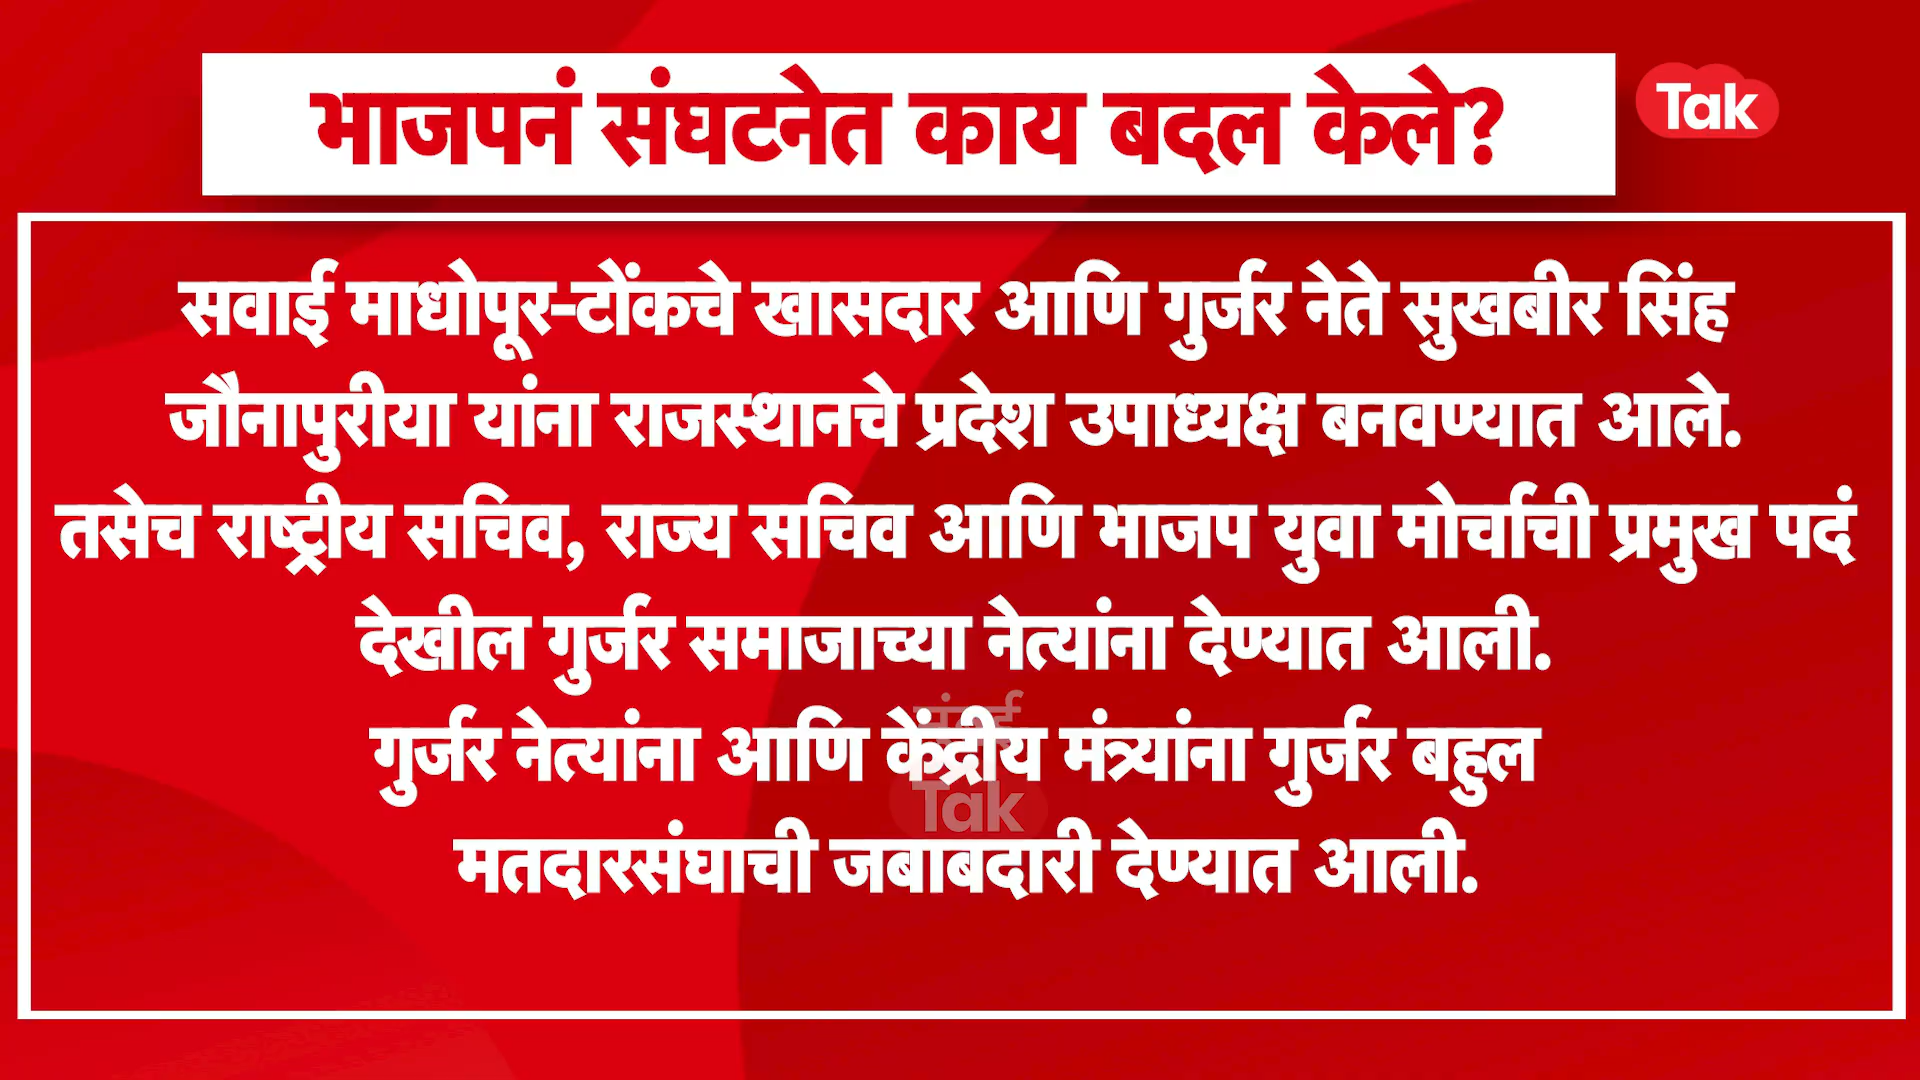 भाजपनं संघटनेत काय बदल केले?
Tak
सवाई माधोपूर-टोंकचे खासदार आणि गुर्जर नेते सुखबीर सिंह
जौनापुरीया यांना राजस्थानचे प्रदेश उपाध्यक्ष बनवण्यात आले.
तसेच राष्ट्रीय सचिव, राज्य सचिव आणि भाजप युवा मोर्चाची प्रमुख पदं
देखील गुर्जर समाजाच्या नेत्यांना देण्यात आली.
गुर्जर नेत्यांना आणि केंद्रीय मंत्र्यांना गुर्जर बहुल
मतदारसंघाची जबाबदारी देण्यात आली.
Tak